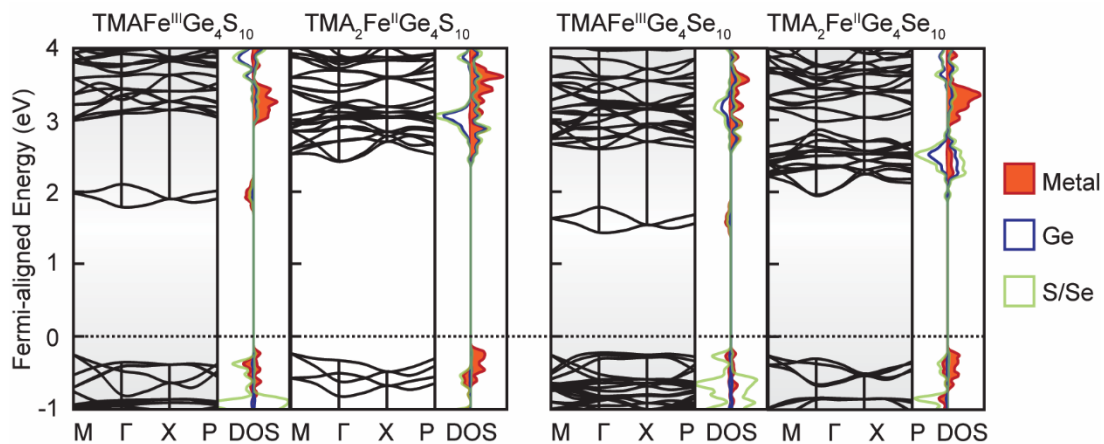 TMAFeᴵᴵᴵGe₄S₁₀ TMA₂FeᴵᴵGe₄S₁₀ TMAFeᴵᴵᴵGe₄Se₁₀ TMA₂FeᴵᴵGe₄Se₁₀
Fermi-aligned Energy (eV)
4
3
2
1
0
-1
M Γ X P DOS M Γ X P DOS M Γ X P DOS M Γ X P DOS
Metal
Ge
S/Se